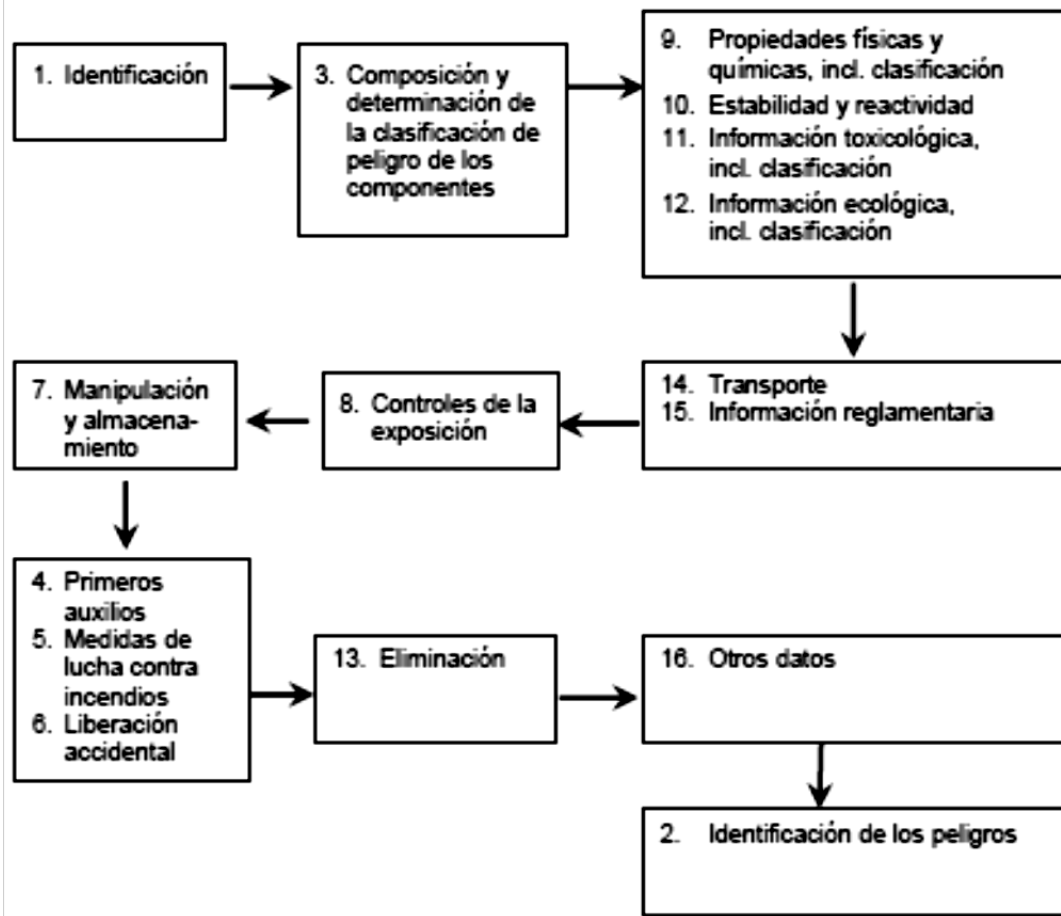 1. Identificación
3. Composición y
determinación de
la clasificación de
peligro de los
componentes
9. Propiedades físicas y
químicas, incl. clasificación
10. Estabilidad y reactividad
11. Información toxicológica,
incl. clasificación
12. Información ecológica,
incl. clasificación
14. Transporte
15. Información reglamentaria
8. Controles de la
exposición
7. Manipulación
y almacena-
miento
4. Primeros
auxilios
5. Medidas de
lucha contra
incendios
6. Liberación
accidental
13. Eliminación
16. Otros datos
2. Identificación de los peligros